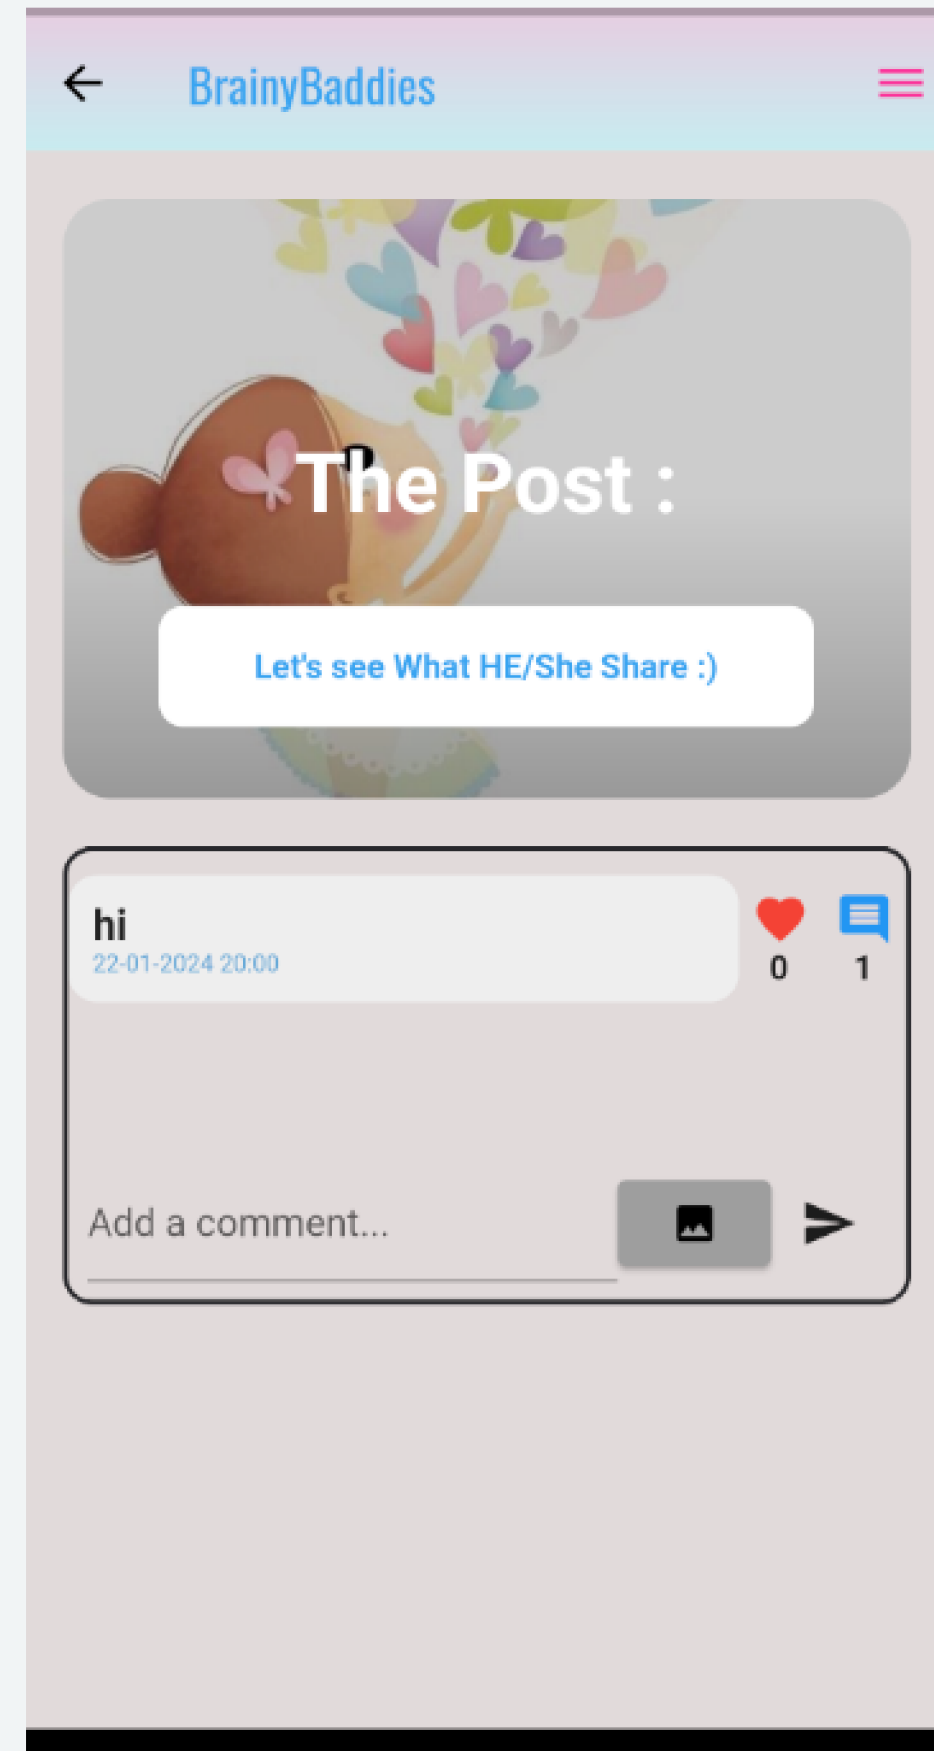 BrainyBaddies
The Post :
Let's see What HE/She Share :)
hi
22-01-2024 20:00
0 1
Add a comment...